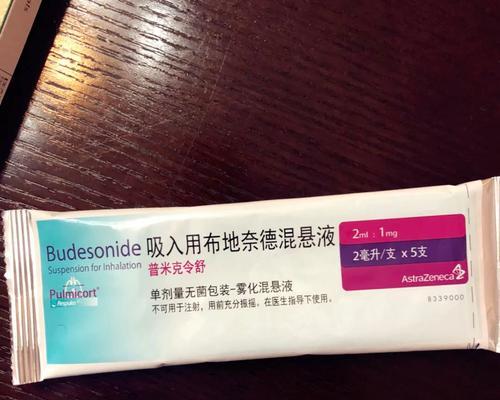 Budesonide
Suspension for Inhalation
Pulmicort®
Respules
吸入用布地奈德混悬液
普米克令舒
单剂量无菌包装-雾化混悬液
不可用于注射，用前充分振摇，在医生指导下使用。
2ml : 1mg
2毫升/支 x 5支
AstraZeneca
8339000